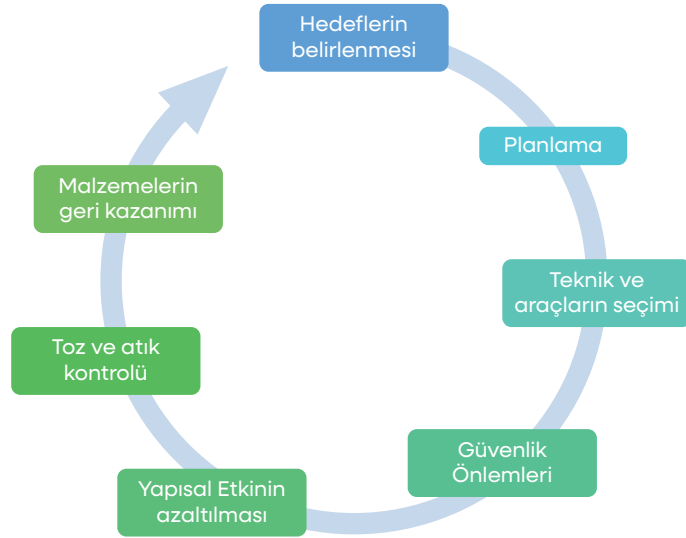 Hedeflerin
belirlenmesi
Planlama
Teknik ve
araçların seçimi
Güvenlik
Önlemleri
Yapısal Etkinin
azaltılması
Toz ve atık
kontrolü
Malzemelerin
geri kazanımı